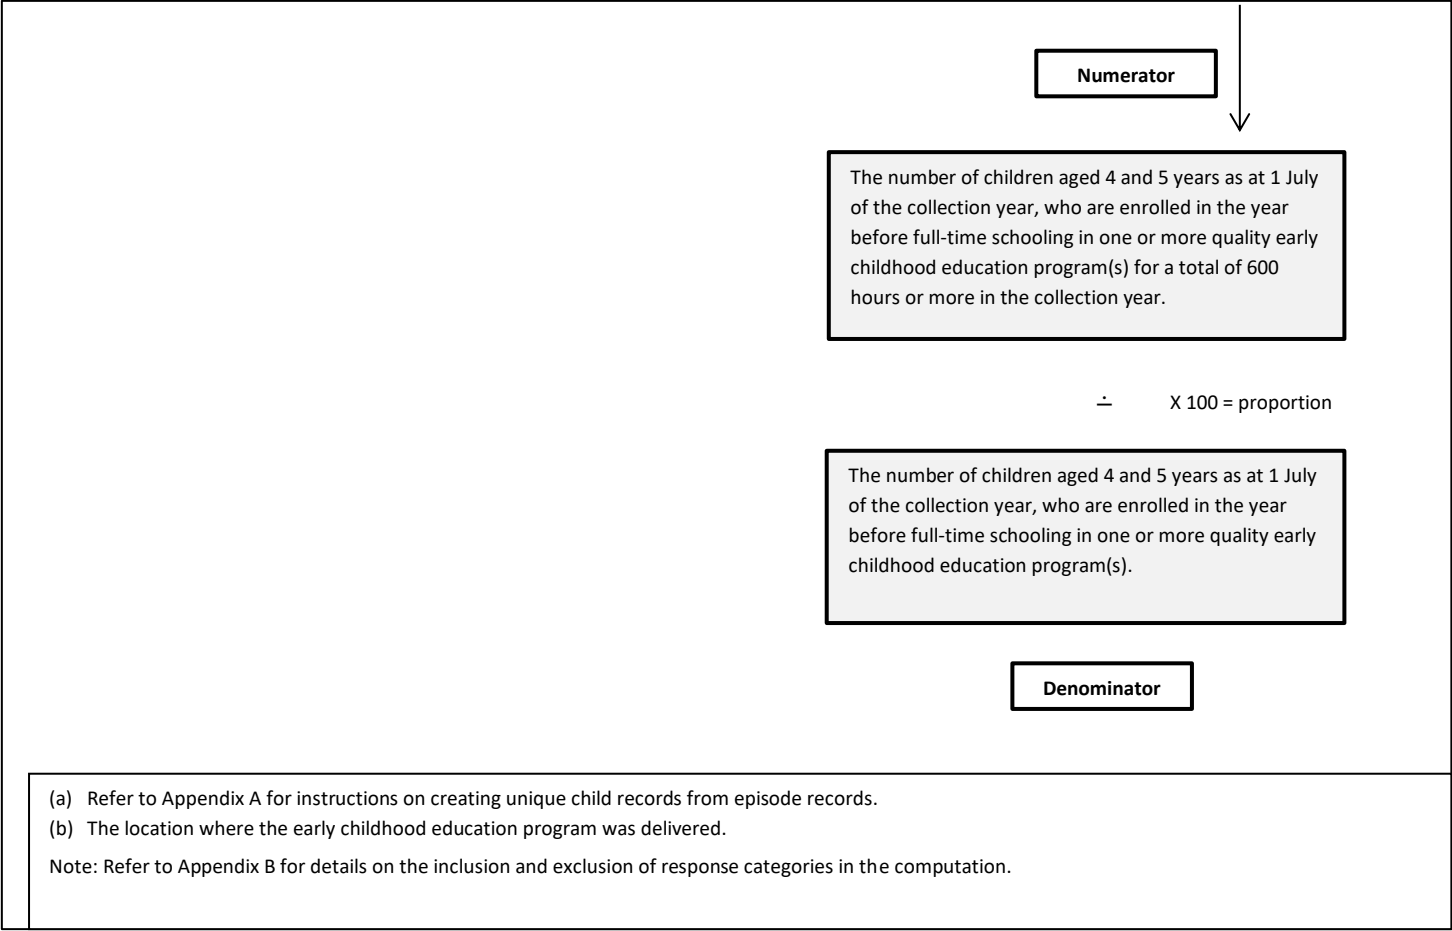 Numerator
The number of children aged 4 and 5 years as at 1 July
of the collection year, who are enrolled in the year
before full-time schooling in one or more quality early
childhood education program(s) for a total of 600
hours or more in the collection year.
∸ X 100 = proportion
The number of children aged 4 and 5 years as at 1 July
of the collection year, who are enrolled in the year
before full-time schooling in one or more quality early
childhood education program(s).
Denominator
(a) Refer to Appendix A for instructions on creating unique child records from episode records.
(b) The location where the early childhood education program was delivered.
Note: Refer to Appendix B for details on the inclusion and exclusion of response categories in the computation.